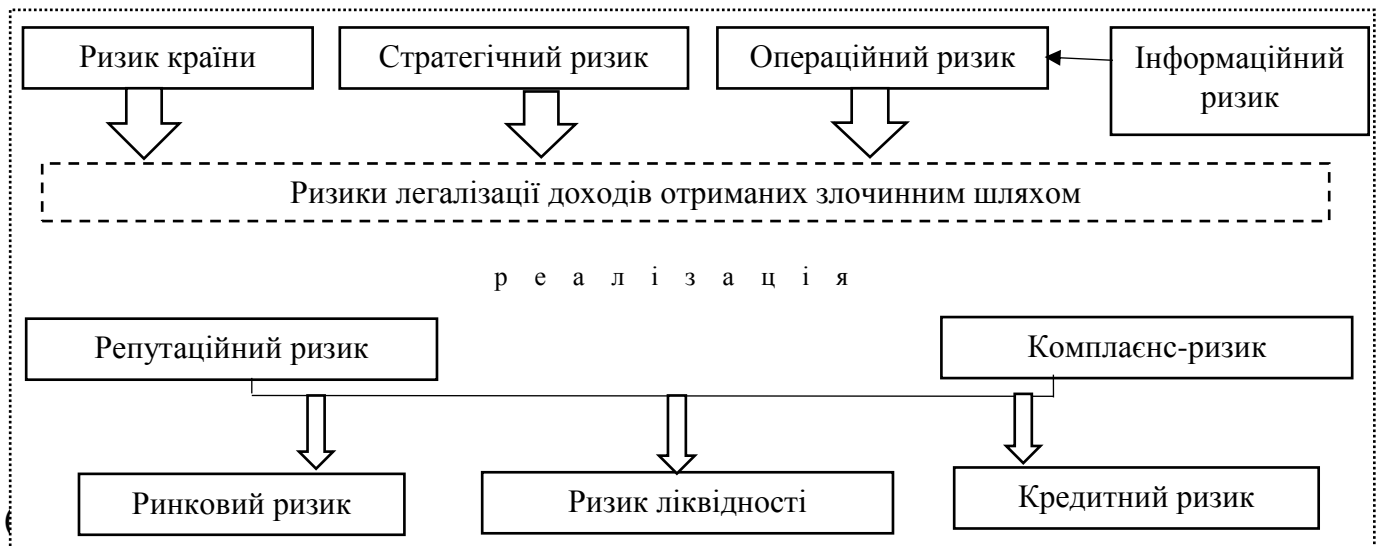 Ризик країни
Стратегічний ризик
Операційний ризик
Інформаційний
ризик
Ризики легалізації доходів отриманих злочинним шляхом
р е а л і з а ц і я
Репутаційний ризик
Комплаєнс-ризик
Ринковий ризик
Ризик ліквідності
Кредитний ризик